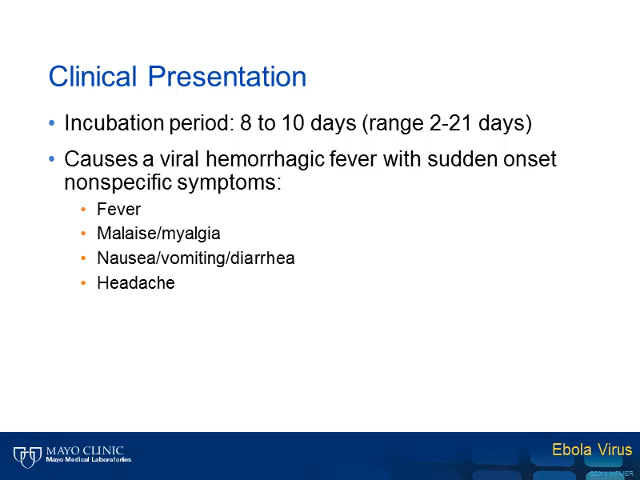 Clinical Presentation
• Incubation period: 8 to 10 days (range 2-21 days)
• Causes a viral hemorrhagic fever with sudden onset
nonspecific symptoms:
• Fever
• Malaise/myalgia
• Nausea/vomiting/diarrhea
• Headache
MAYO CLINIC
Mayo Medical Laboratories
Ebola Virus
MFMER